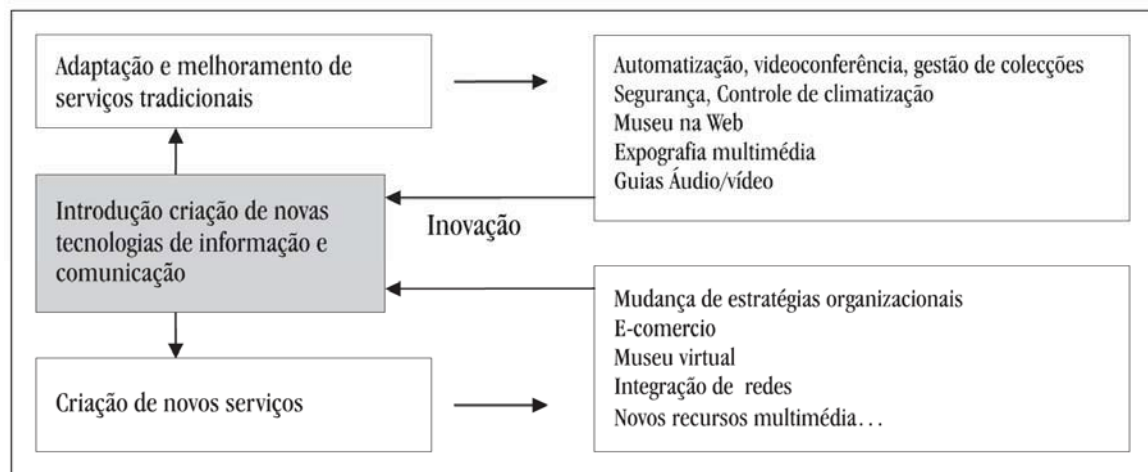 Adaptação e melhoramento de
serviços tradicionais
Automatização, videoconferência, gestão de colecções
Segurança, Controle de climatização
Museu na Web
Expografia multimédia
Guias Áudio/vídeo
Introdução criação de novas
tecnologias de informação e
comunicação
Inovação
Mudança de estratégias organizacionais
E-comercio
Museu virtual
Integração de redes
Novos recursos multimédia…
Criação de novos serviços